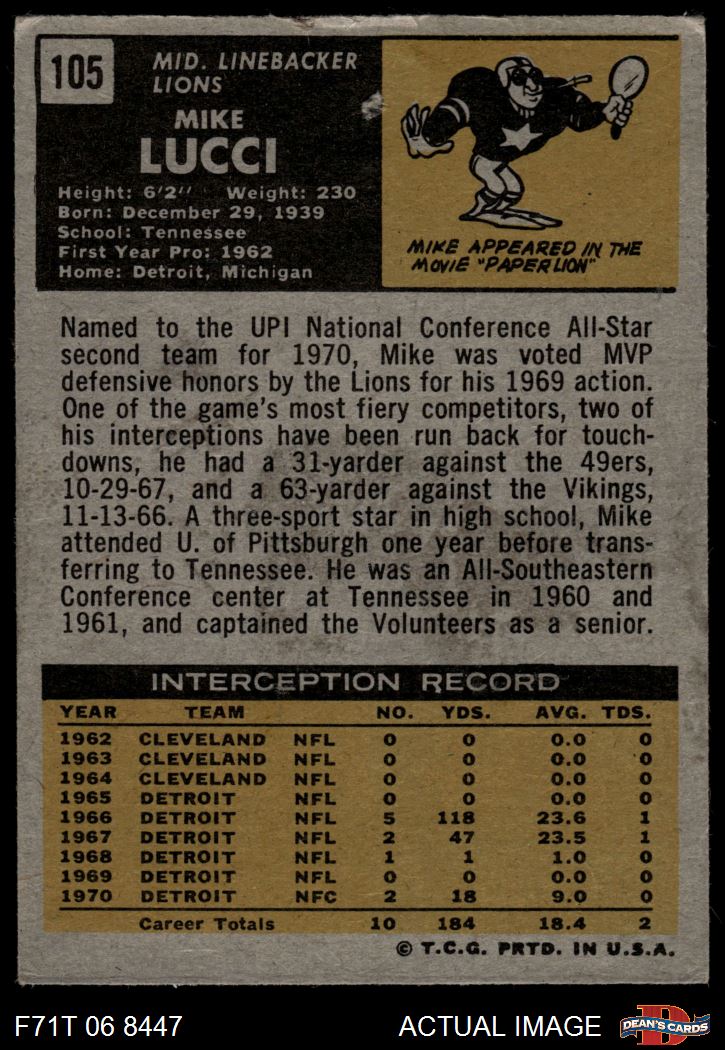 105
MID. LINEBACKER
LIONS
MIKE
LUCCI
Height: 6'2" Weight: 230
Born: December 29, 1939
School: Tennessee
First Year Pro: 1962
Home: Detroit, Michigan
MIKE APPEARED IN THE
MOVIE "PAPER LION"
Named to the UPI National Conference All-Star
second team for 1970, Mike was voted MVP
defensive honors by the Lions for his 1969 action.
One of the game's most fiery competitors, two of
his interceptions have been run back for touch-
downs, he had a 31-yarder against the 49ers,
10-29-67, and a 63-yarder against the Vikings,
11-13-66. A three-sport star in high school, Mike
attended U. of Pittsburgh one year before trans-
ferring to Tennessee. He was an All-Southeastern
Conference center at Tennessee in 1960 and
1961, and captained the Volunteers as a senior.
INTERCEPTION RECORD
YEAR TEAM NO. YDS. AVG. TDS.
1962 CLEVELAND NFL 0 0 0.0 0
1963 CLEVELAND NFL 0 0 0.0 0
1964 CLEVELAND NFL 0 0 0.0 0
1965 DETROIT NFL 0 0 0.0 0
1966 DETROIT NFL 5 118 23.6 1
1967 DETROIT NFL 2 47 23.5 1
1968 DETROIT NFL 1 1 1.0 0
1969 DETROIT NFL 0 0 0.0 0
1970 DETROIT NFC 2 18 9.0 0
Career Totals 10 184 18.4 2
© T.C.G. PRTD. IN U.S.A.
F71T 06 8447 ACTUAL IMAGE D DEAN'S CARDS